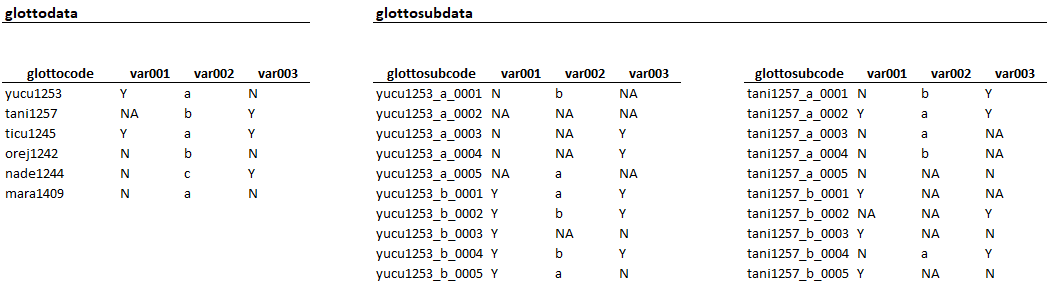 glottodata glottosubdata
glottocode var001 var002 var003 glottosubcode var001 var002 var003 glottosubcode var001 var002 var003
yucu1253 Y a N yucu1253_a_0001 N b NA tani1257_a_0001 N b Y
tani1257 NA b Y yucu1253_a_0002 NA NA NA tani1257_a_0002 Y a Y
ticu1245 Y a Y yucu1253_a_0003 N NA Y tani1257_a_0003 N a NA
orej1242 N b N yucu1253_a_0004 N NA Y tani1257_a_0004 N b NA
nade1244 N c Y yucu1253_a_0005 NA a NA tani1257_a_0005 N NA N
mara1409 N a N yucu1253_b_0001 Y a Y tani1257_b_0001 Y NA NA
yucu1253_b_0002 Y b Y tani1257_b_0002 NA NA Y
yucu1253_b_0003 Y NA N tani1257_b_0003 Y NA N
yucu1253_b_0004 Y b Y tani1257_b_0004 N a Y
yucu1253_b_0005 Y a N tani1257_b_0005 Y NA N